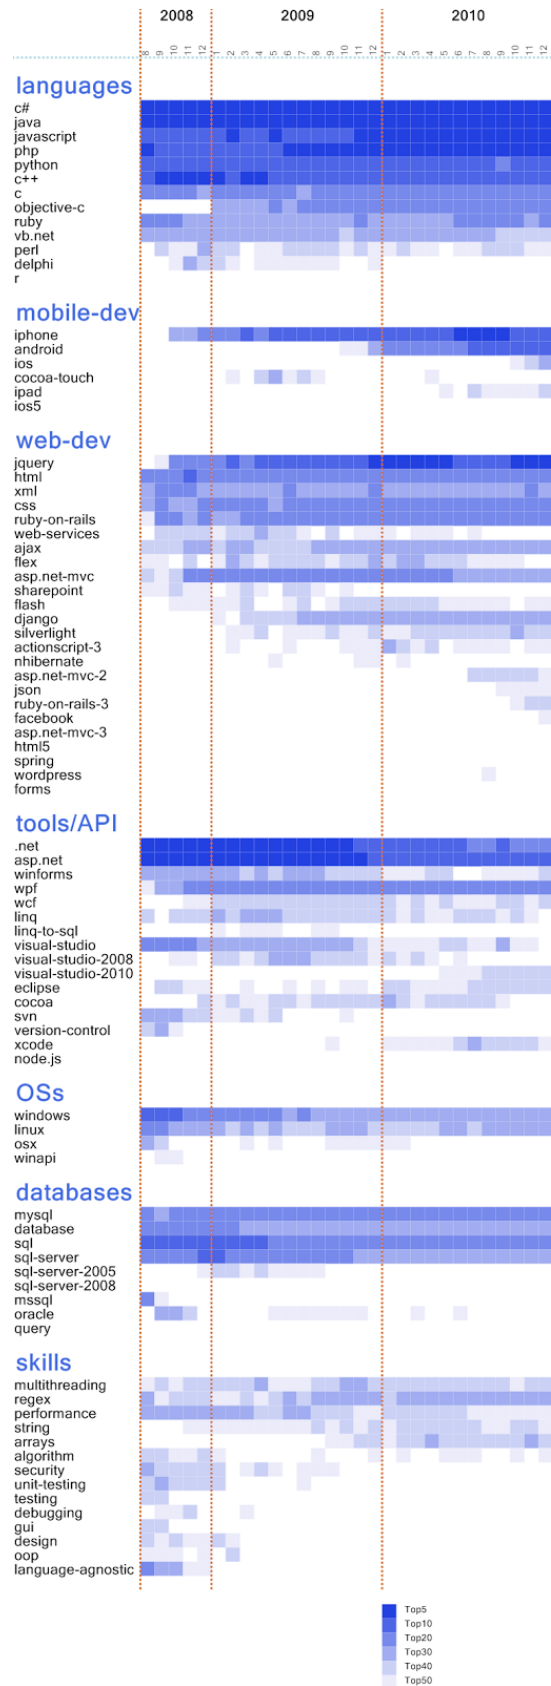 2008 2009 2010
8 9 10 11 12 1 2 3 4 5 6 7 8 9 10 11 12 1 2 3 4 5 6 7 8 9 10 11 12
languages
c#
java
javascript
php
python
c++
c
objective-c
ruby
vb.net
perl
delphi
r
mobile-dev
iphone
android
ios
cocoa-touch
ipad
ios5
web-dev
jquery
html
xml
css
ruby-on-rails
web-services
ajax
flex
asp.net-mvc
sharepoint
flash
django
silverlight
actionscript-3
nhibernate
asp.net-mvc-2
json
ruby-on-rails-3
facebook
asp.net-mvc-3
html5
spring
wordpress
forms
tools/API
.net
asp.net
winforms
wpf
wcf
linq
linq-to-sql
visual-studio
visual-studio-2008
visual-studio-2010
eclipse
cocoa
svn
version-control
xcode
node.js
OSs
windows
linux
osx
winapi
databases
mysql
database
sql
sql-server
sql-server-2005
sql-server-2008
mssql
oracle
query
skills
multithreading
regex
performance
string
arrays
algorithm
security
unit-testing
testing
debugging
gui
design
oop
language-agnostic
Top5
Top10
Top20
Top30
Top40
Top50